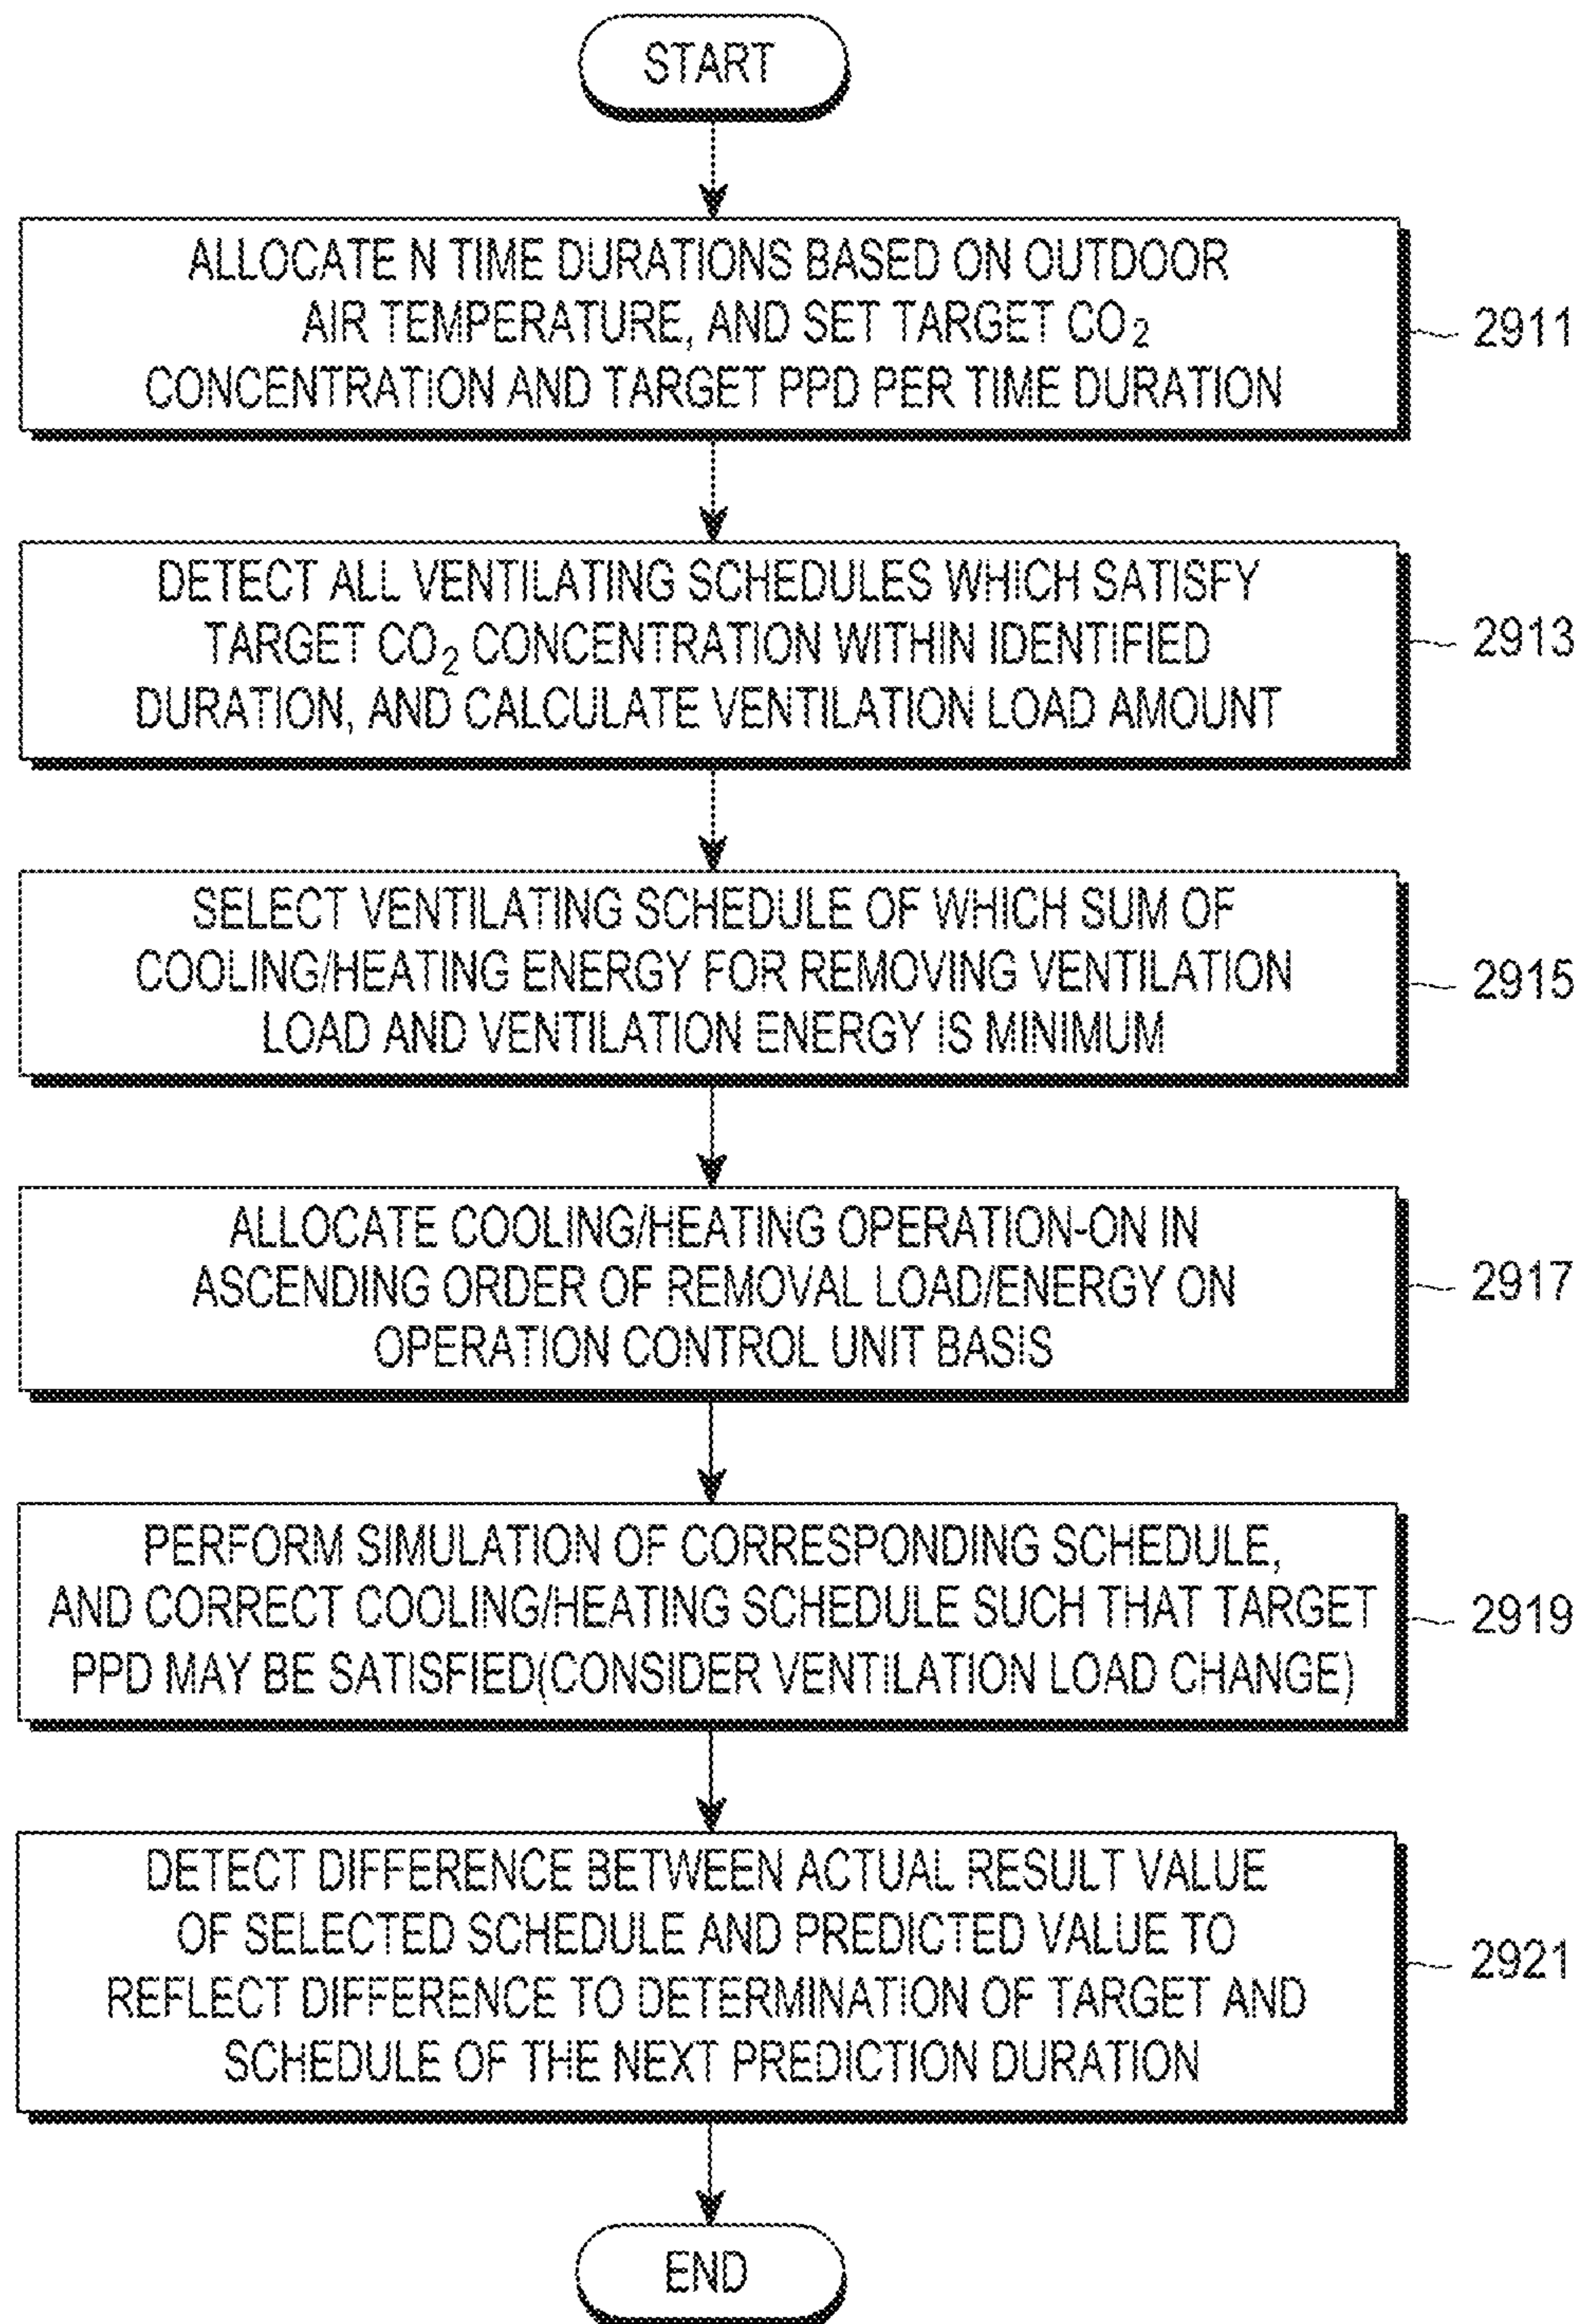 START
ALLOCATE N TIME DURATIONS BASED ON OUTDOOR
AIR TEMPERATURE, AND SET TARGET CO₂
CONCENTRATION AND TARGET PPD PER TIME DURATION
2911
DETECT ALL VENTILATING SCHEDULES WHICH SATISFY
TARGET CO₂ CONCENTRATION WITHIN IDENTIFIED
DURATION, AND CALCULATE VENTILATION LOAD AMOUNT
2913
SELECT VENTILATING SCHEDULE OF WHICH SUM OF
COOLING/HEATING ENERGY FOR REMOVING VENTILATION
LOAD AND VENTILATION ENERGY IS MINIMUM
2915
ALLOCATE COOLING/HEATING OPERATION-ON IN
ASCENDING ORDER OF REMOVAL LOAD/ENERGY ON
OPERATION CONTROL UNIT BASIS
2917
PERFORM SIMULATION OF CORRESPONDING SCHEDULE,
AND CORRECT COOLING/HEATING SCHEDULE SUCH THAT TARGET
PPD MAY BE SATISFIED(CONSIDER VENTILATION LOAD CHANGE)
2919
DETECT DIFFERENCE BETWEEN ACTUAL RESULT VALUE
OF SELECTED SCHEDULE AND PREDICTED VALUE TO
REFLECT DIFFERENCE TO DETERMINATION OF TARGET AND
SCHEDULE OF THE NEXT PREDICTION DURATION
2921
END